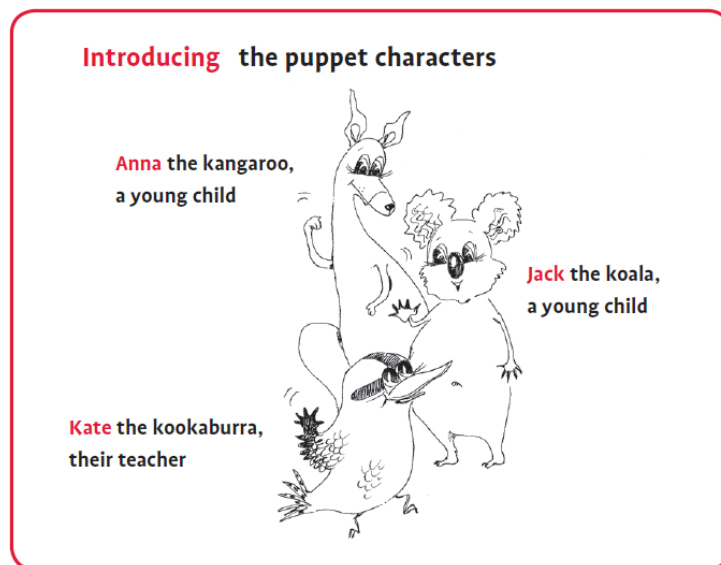 Introducing the puppet characters
Anna the kangaroo,
a young child
Jack the koala,
a young child
Kate the kookaburra,
their teacher